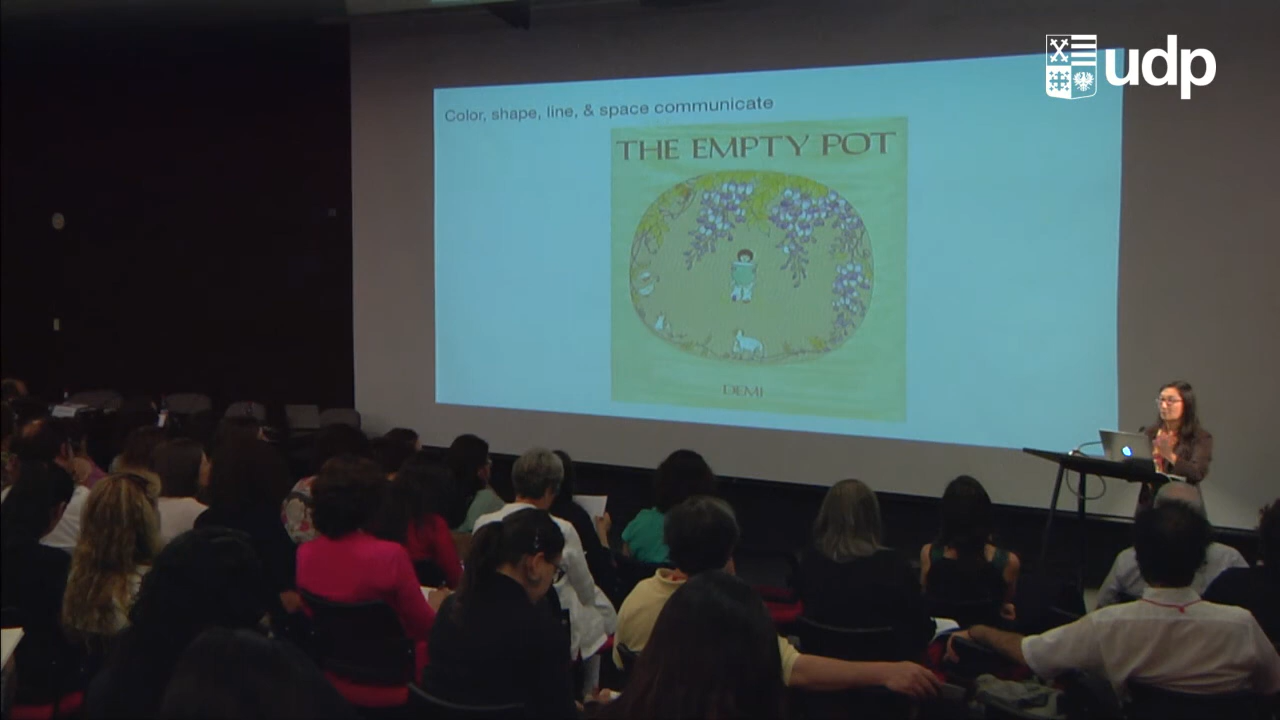 udp
Color, shape, line, & space communicate
THE EMPTY POT
DEMI